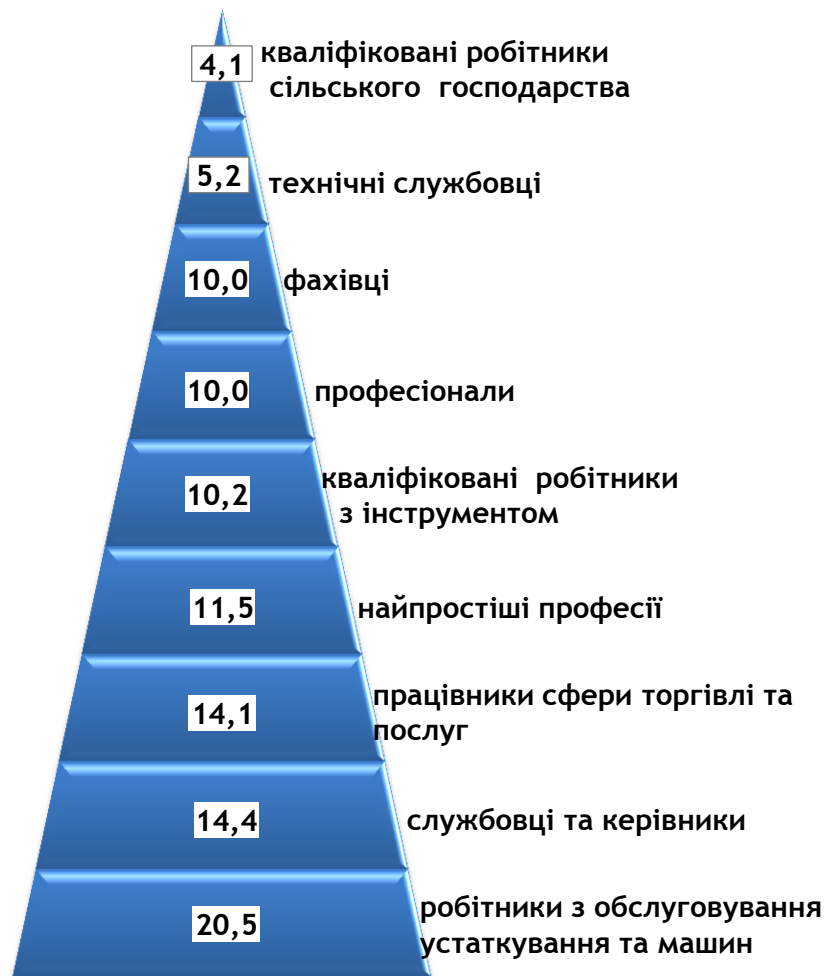 4,1
кваліфіковані робітники
сільського господарства
5,2
технічні службовці
10,0
фахівці
10,0
професіонали
10,2
кваліфіковані робітники
з інструментом
11,5
найпростіші професії
14,1
працівники сфери торгівлі та
послуг
14,4
службовці та керівники
20,5
робітники з обслуговування
устаткування та машин